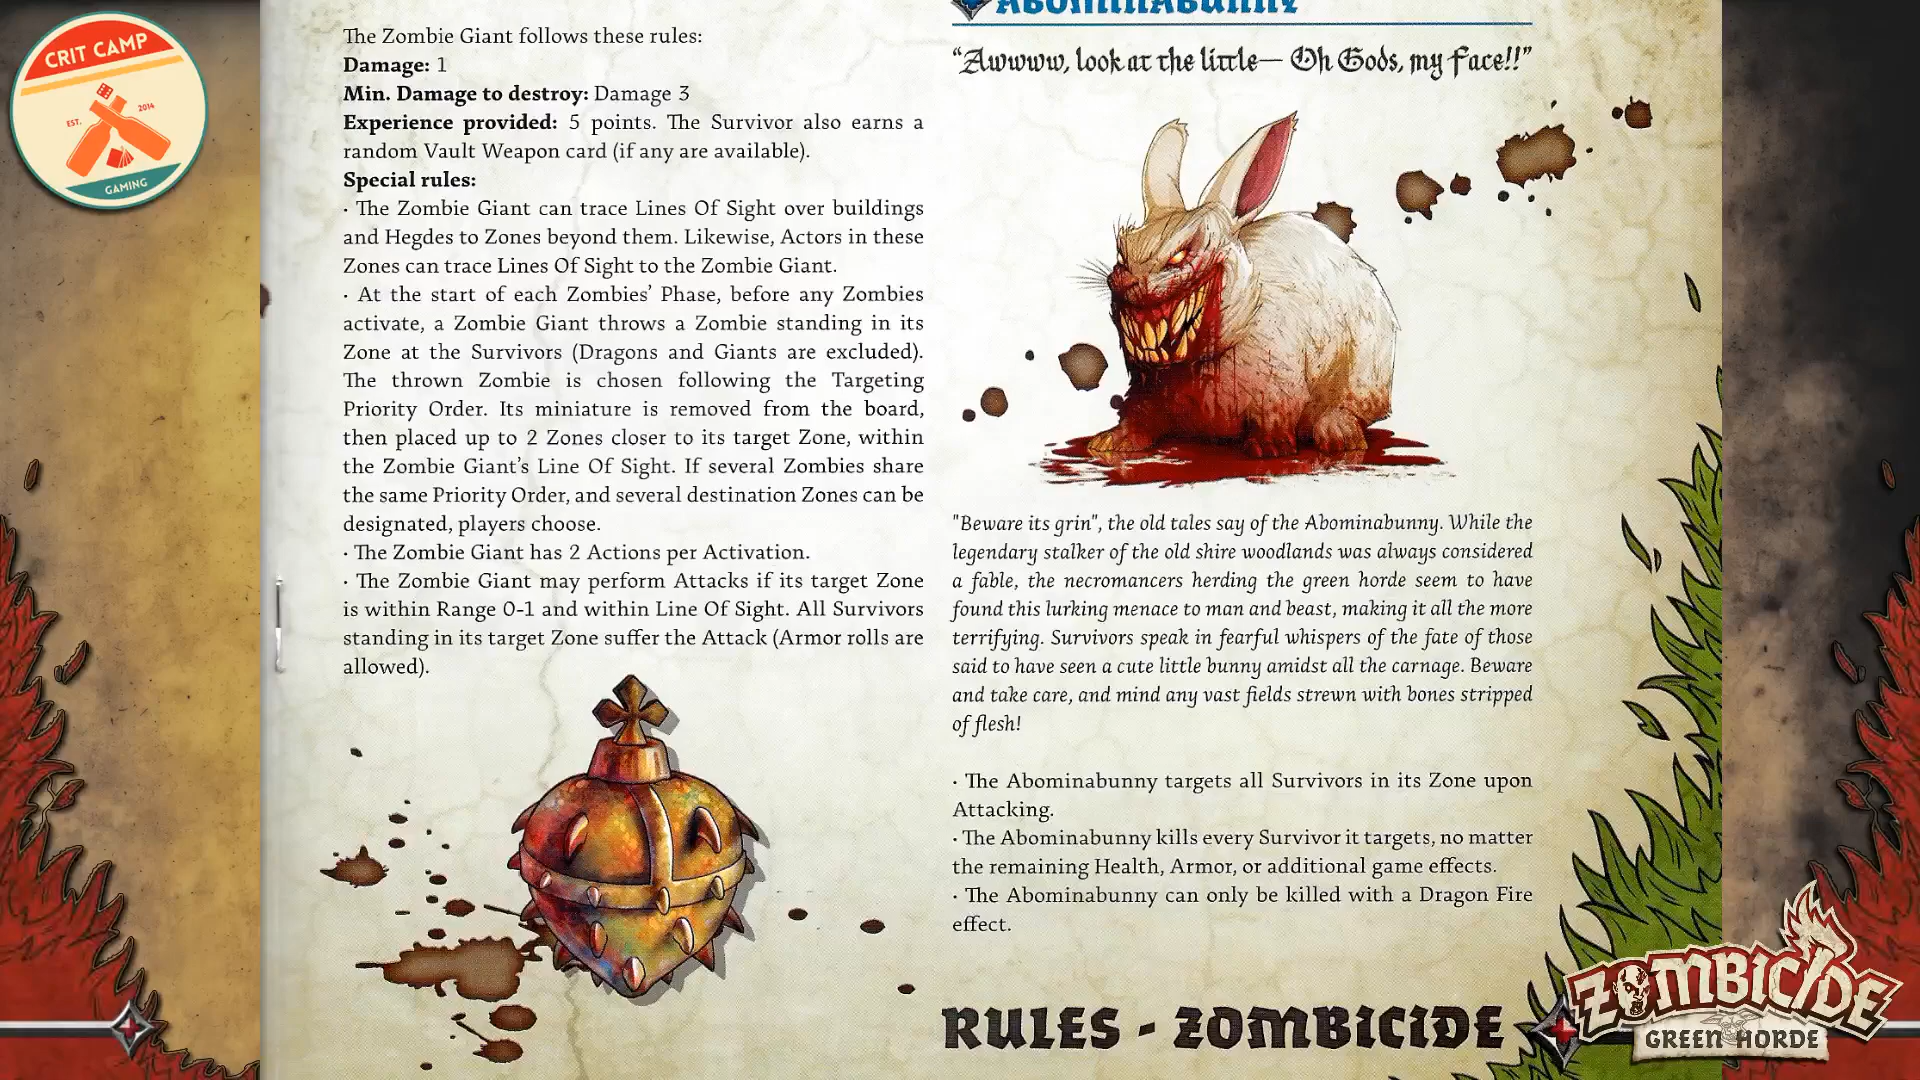 CRIT CAMP
EST.
2014
GAMING
The Zombie Giant follows these rules:
Damage: 1
Min. Damage to destroy: Damage 3
Experience provided: 5 points. The Survivor also earns a
random Vault Weapon card (if any are available).
Special rules:
· The Zombie Giant can trace Lines Of Sight over buildings
and Hegdes to Zones beyond them. Likewise, Actors in these
Zones can trace Lines Of Sight to the Zombie Giant.
· At the start of each Zombies' Phase, before any Zombies
activate, a Zombie Giant throws a Zombie standing in its
Zone at the Survivors (Dragons and Giants are excluded).
The thrown Zombie is chosen following the Targeting
Priority Order. Its miniature is removed from the board,
then placed up to 2 Zones closer to its target Zone, within
the Zombie Giant's Line Of Sight. If several Zombies share
the same Priority Order, and several destination Zones can be
designated, players choose.
· The Zombie Giant has 2 Actions per Activation.
· The Zombie Giant may perform Attacks if its target Zone
is within Range 0-1 and within Line Of Sight. All Survivors
standing in its target Zone suffer the Attack (Armor rolls are
allowed).
ABOMINABUNNY
“Awwww, look at the little— Oh Gods, my face!!”
"Beware its grin", the old tales say of the Abominabunny. While the
legendary stalker of the old shire woodlands was always considered
a fable, the necromancers herding the green horde seem to have
found this lurking menace to man and beast, making it all the more
terrifying. Survivors speak in fearful whispers of the fate of those
said to have seen a cute little bunny amidst all the carnage. Beware
and take care, and mind any vast fields strewn with bones stripped
of flesh!
· The Abominabunny targets all Survivors in its Zone upon
Attacking.
· The Abominabunny kills every Survivor it targets, no matter
the remaining Health, Armor, or additional game effects.
· The Abominabunny can only be killed with a Dragon Fire
effect.
RULES - ZOMBICIDE
ZOMBICIDE
GREEN HORDE